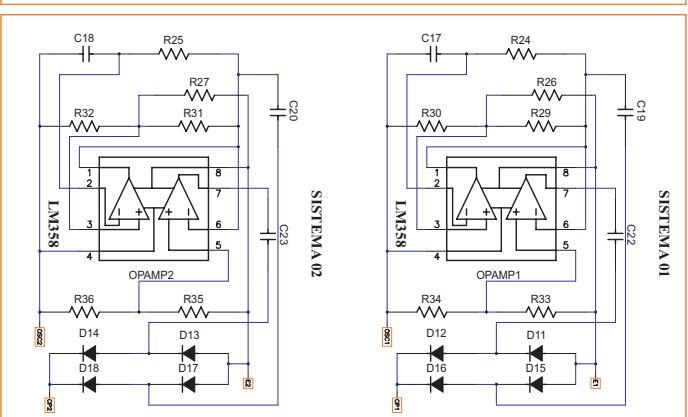 C18
R25
R27
C20
R32
R31
1
8
2
7
3
6
4
5
LM358
C23
OPAMP2
SISTEMA 02
R36
R35
OSC2
D14
D13
D18
D17
E2
CP2
C17
R24
R26
C19
R30
R29
1
8
2
7
3
6
4
5
LM358
C22
OPAMP1
SISTEMA 01
R34
R33
OSC1
D12
D11
D16
D15
E1
CP1